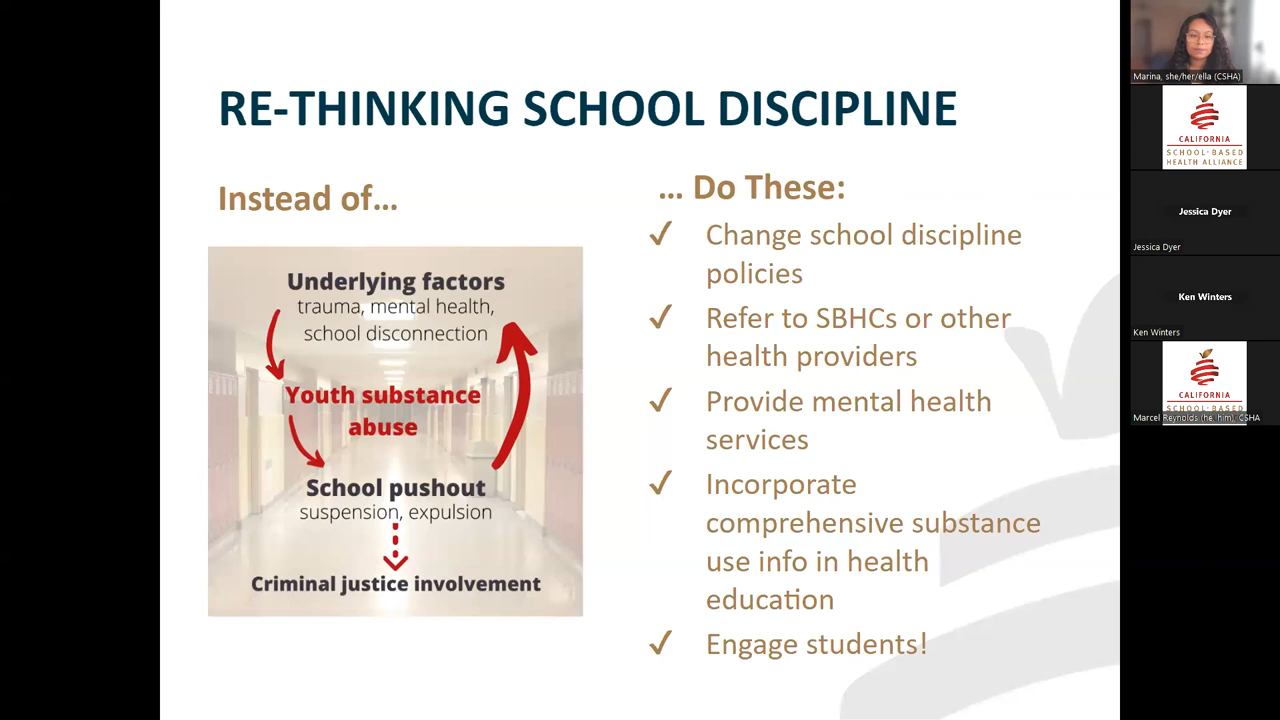 RE-THINKING SCHOOL DISCIPLINE
Instead of...
Underlying factors
trauma, mental health,
school disconnection
Youth substance
abuse
School pushout
suspension, expulsion
Criminal justice involvement
... Do These:
✓ Change school discipline
policies
✓ Refer to SBHCs or other
health providers
✓ Provide mental health
services
✓ Incorporate
comprehensive substance
use info in health
education
✓ Engage students!
Marina, she/her/ella (CSHA)
CALIFORNIA
SCHOOL-BASED
HEALTH ALLIANCE
Jessica Dyer
Jessica Dyer
Ken Winters
Ken Winters
CALIFORNIA
SCHOOL-BASED
Marcel Reynolds (he, him), CSHA